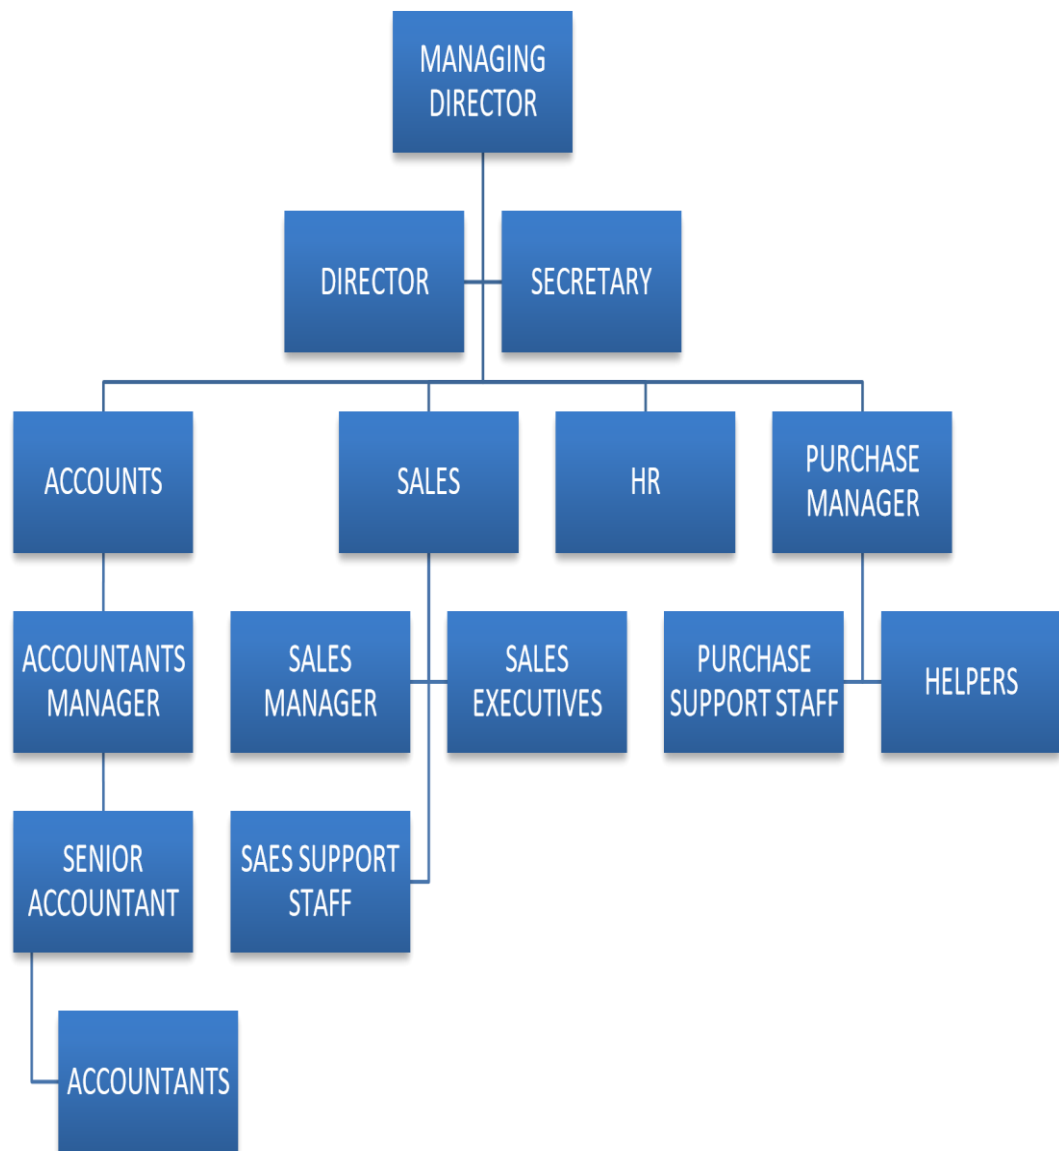 MANAGING
DIRECTOR
DIRECTOR
SECRETARY
ACCOUNTS
SALES
HR
PURCHASE
MANAGER
ACCOUNTANTS
MANAGER
SALES
MANAGER
SALES
EXECUTIVES
PURCHASE
SUPPORT STAFF
HELPERS
SENIOR
ACCOUNTANT
SAES SUPPORT
STAFF
ACCOUNTANTS